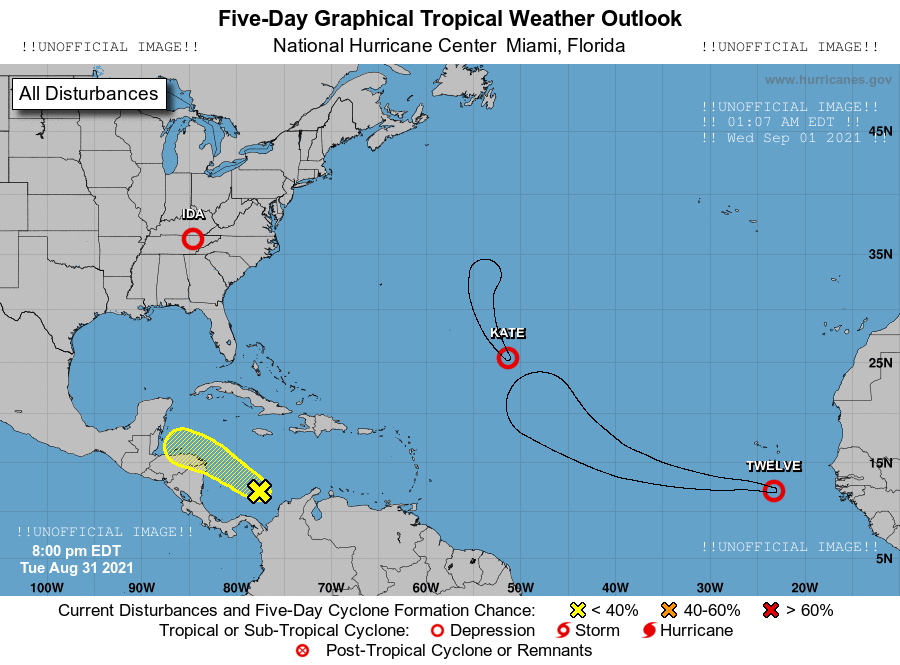 Five-Day Graphical Tropical Weather Outlook
!!UNOFFICIAL IMAGE!!
National Hurricane Center Miami, Florida
!!UNOFFICIAL IMAGE!!
All Disturbances
www.hurricanes.gov
!!UNOFFICIAL IMAGE!!
!! 01:07 AM EDT !!
!! Wed Sep 01 2021 !!
45N
IDA
35N
KATE
25N
TWELVE
15N
!!UNOFFICIAL IMAGE!!
8:00 pm EDT
Tue Aug 31 2021
!!UNOFFICIAL IMAGE!!
5N
100W 90W 80W 70W 60W 50W 40W 30W 20W
Current Disturbances and Five-Day Cyclone Formation Chance: < 40% 40-60% > 60%
Tropical or Sub-Tropical Cyclone: Depression Storm Hurricane
Post-Tropical Cyclone or Remnants